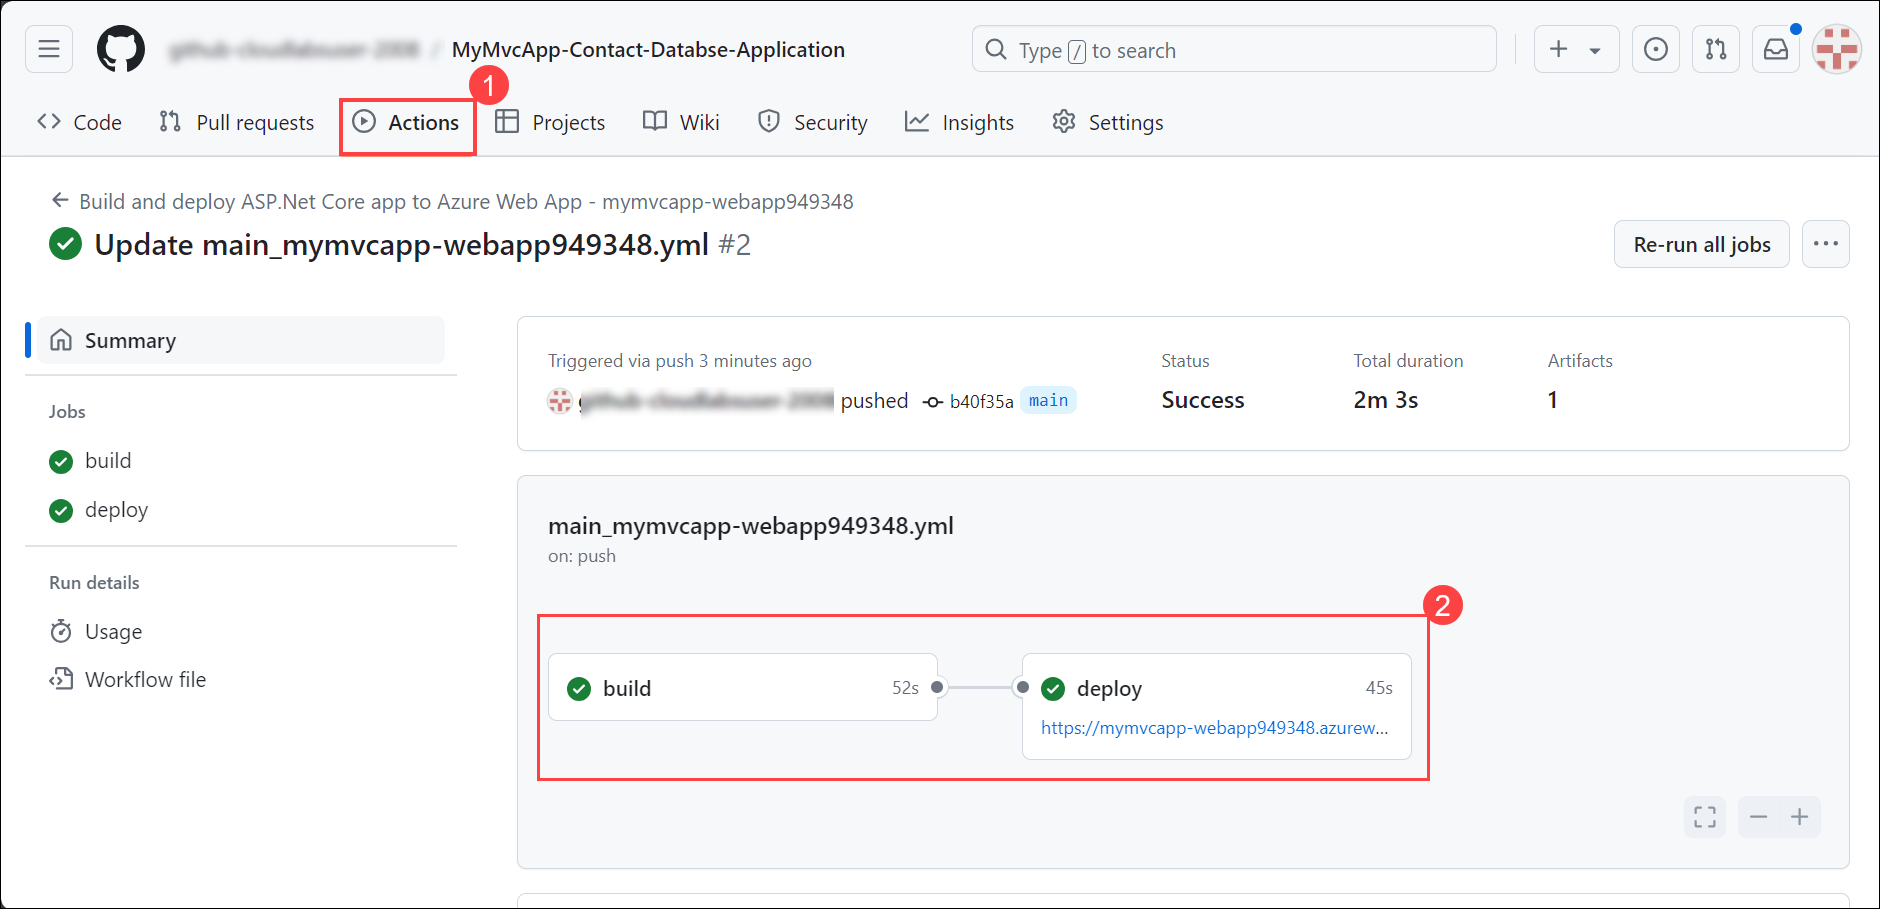 MyMvcApp-Contact-Databse-Application
Type / to search
1
Code
Pull requests
Actions
Projects
Wiki
Security
Insights
Settings
Build and deploy ASP.Net Core app to Azure Web App - mymvcapp-webapp949348
Update main_mymvcapp-webapp949348.yml #2
Re-run all jobs
Summary
Jobs
build
deploy
Run details
Usage
Workflow file
Triggered via push 3 minutes ago
pushed b40f35a main
Status
Success
Total duration
2m 3s
Artifacts
1
main_mymvcapp-webapp949348.yml
on: push
2
build 52s
deploy 45s
https://mymvcapp-webapp949348.azurew...